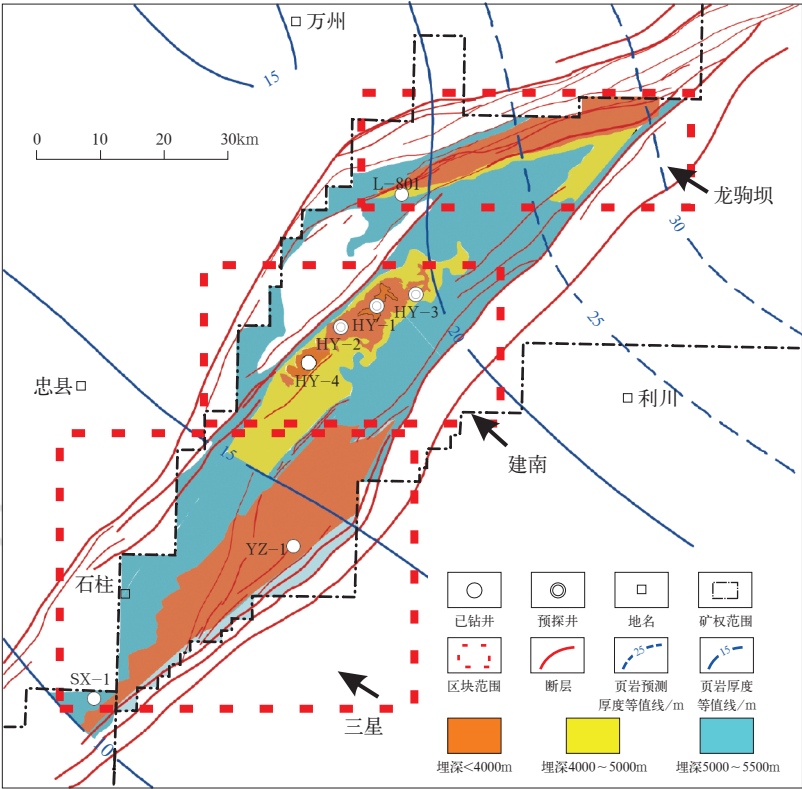 万州
15
0 10 20 30km
L-801
龙驹坝
30
25
HY-3
HY-1
HY-2
HY-4
20
忠县
利川
15
建南
YZ-1
石柱
SX-1
三星
10
已钻井 预探井 地名 矿权范围
25 15
区块范围 断层 页岩预测 页岩厚度
厚度等值线/m 等值线/m
埋深<4000m 埋深4000~5000m 埋深5000~5500m